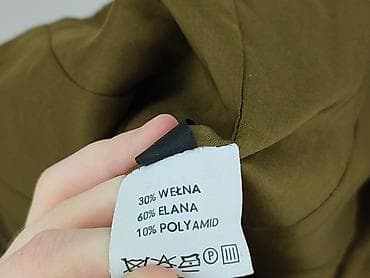 30% WEŁNA
60% ELANA
10% POLYAMID
P